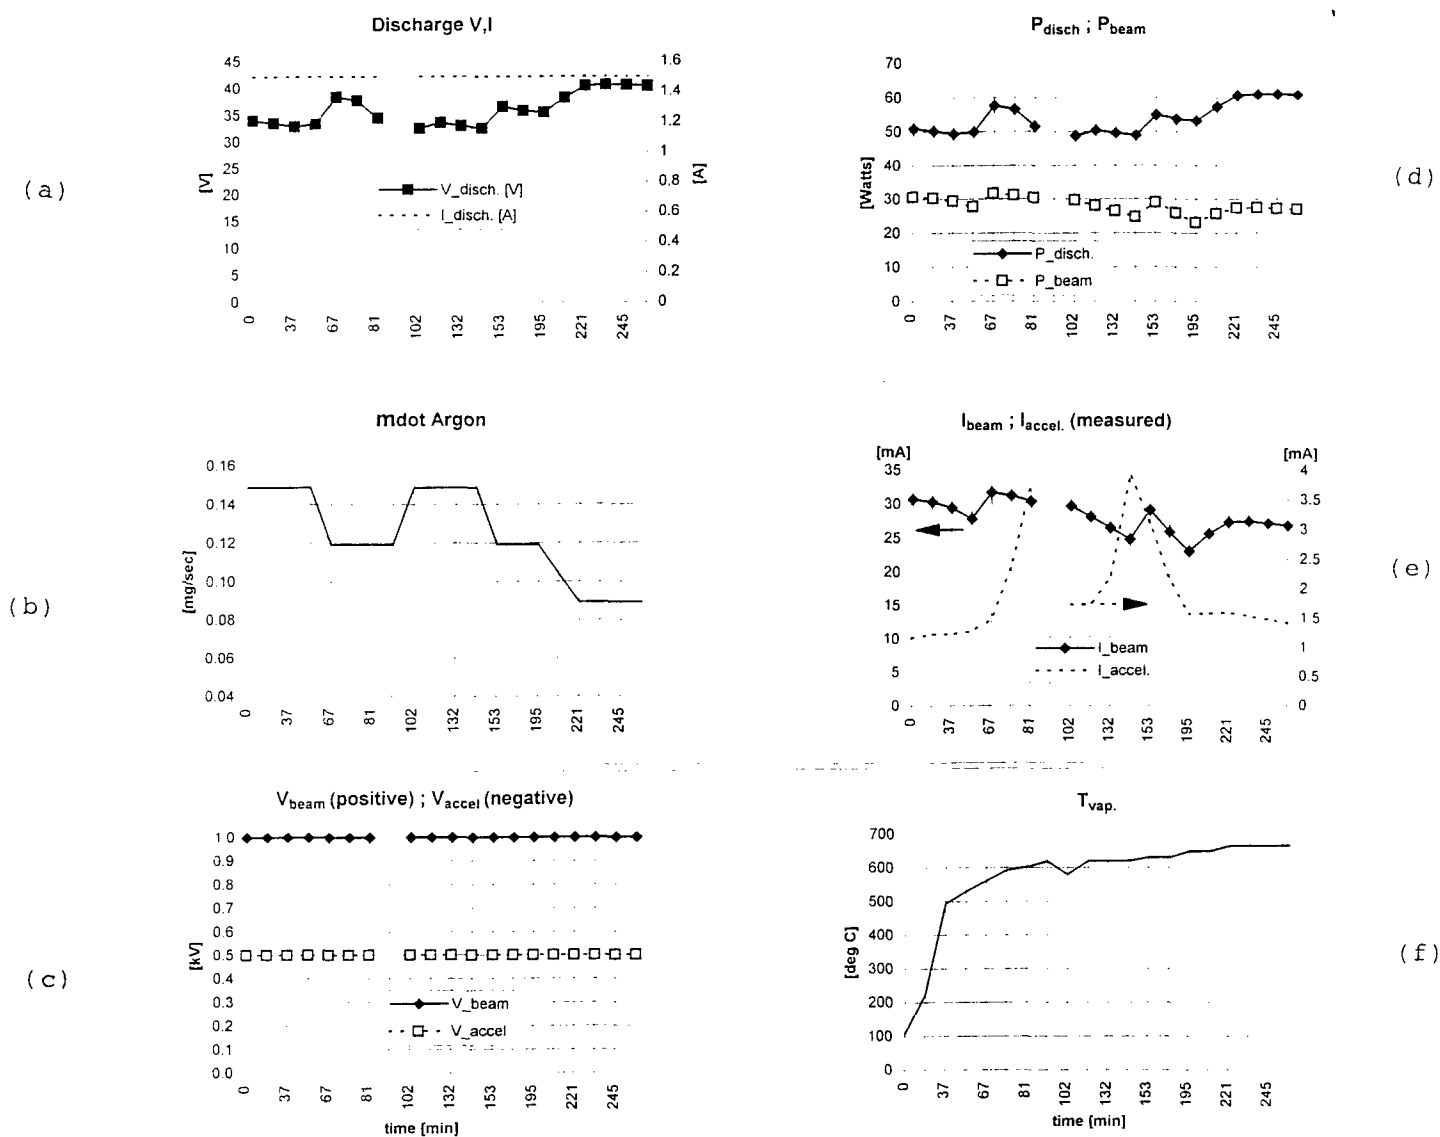 Discharge V,I
45
40
35
30
25
20
15
10
5
0
[V]
1.6
1.4
1.2
1
0.8
0.6
0.4
0.2
0
[A]
V_disch. [V]
I_disch. [A]
0 37 67 81 102 132 153 195 221 245
(a)
P_disch ; P_beam
70
60
50
40
30
20
10
0
[Watts]
P_disch.
P_beam
0 37 67 81 102 132 153 195 221 245
(d)
mdot Argon
0.16
0.14
0.12
0.10
0.08
0.06
0.04
[mg/sec]
0 37 67 81 102 132 153 195 221 245
(b)
I_beam ; I_accel. (measured)
[mA]
35
30
25
20
15
10
5
0
[mA]
4
3.5
3
2.5
2
1 5
1
0.5
0
I_beam
I_accel.
0 37 67 81 102 132 153 195 221 245
(e)
V_beam (positive) ; V_accel (negative)
1 0
0.9
0.8
0.7
0.6
0.5
0.4
0.3
0.2
0.1
0.0
[kV]
V_beam
V_accel
0 37 67 81 102 132 153 195 221 245
time [min]
(c)
T_vap.
700
600
500
400
300
200
100
0
[deg C]
0 37 67 81 102 132 153 195 221 245
time [min]
(f)